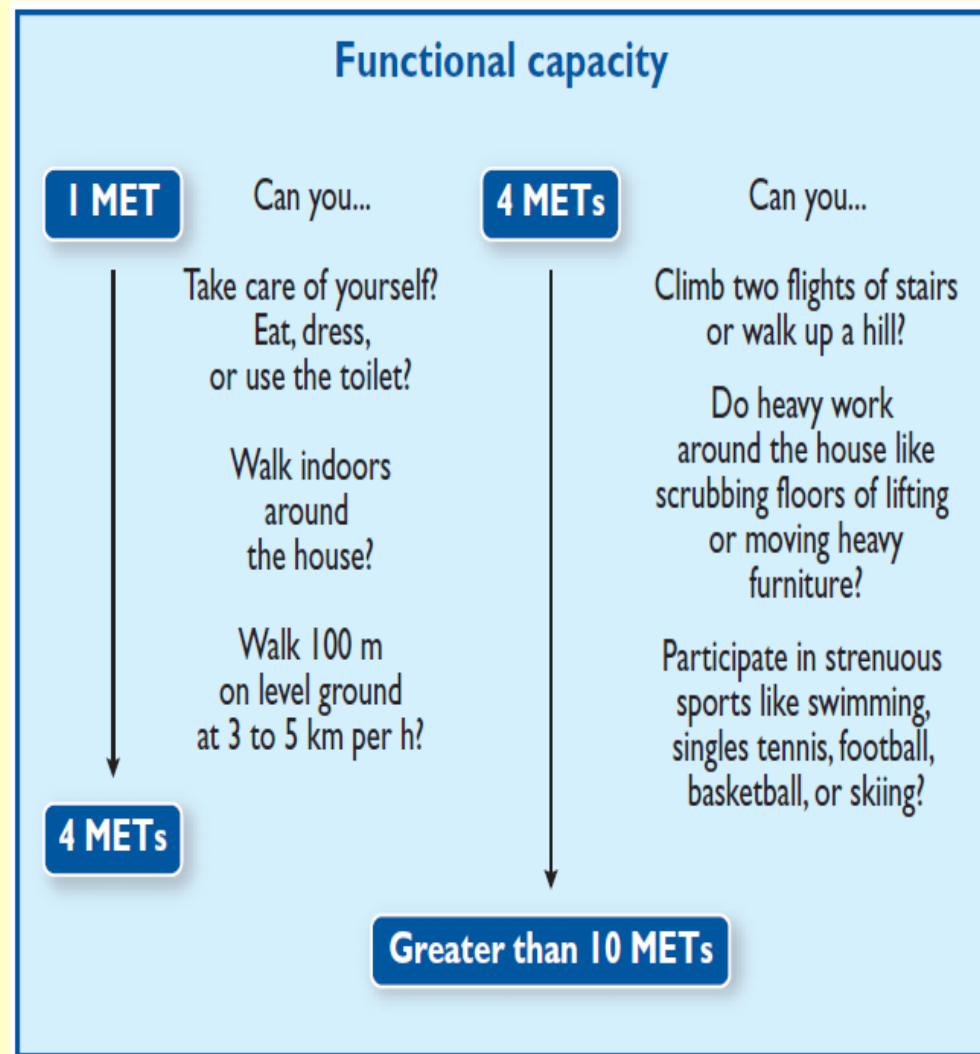 Functional capacity
1 MET
Can you...
Take care of yourself?
Eat, dress,
or use the toilet?
Walk indoors
around
the house?
Walk 100 m
on level ground
at 3 to 5 km per h?
4 METs
4 METs
Can you...
Climb two flights of stairs
or walk up a hill?
Do heavy work
around the house like
scrubbing floors of lifting
or moving heavy
furniture?
Participate in strenuous
sports like swimming,
singles tennis, football,
basketball, or skiing?
Greater than 10 METs